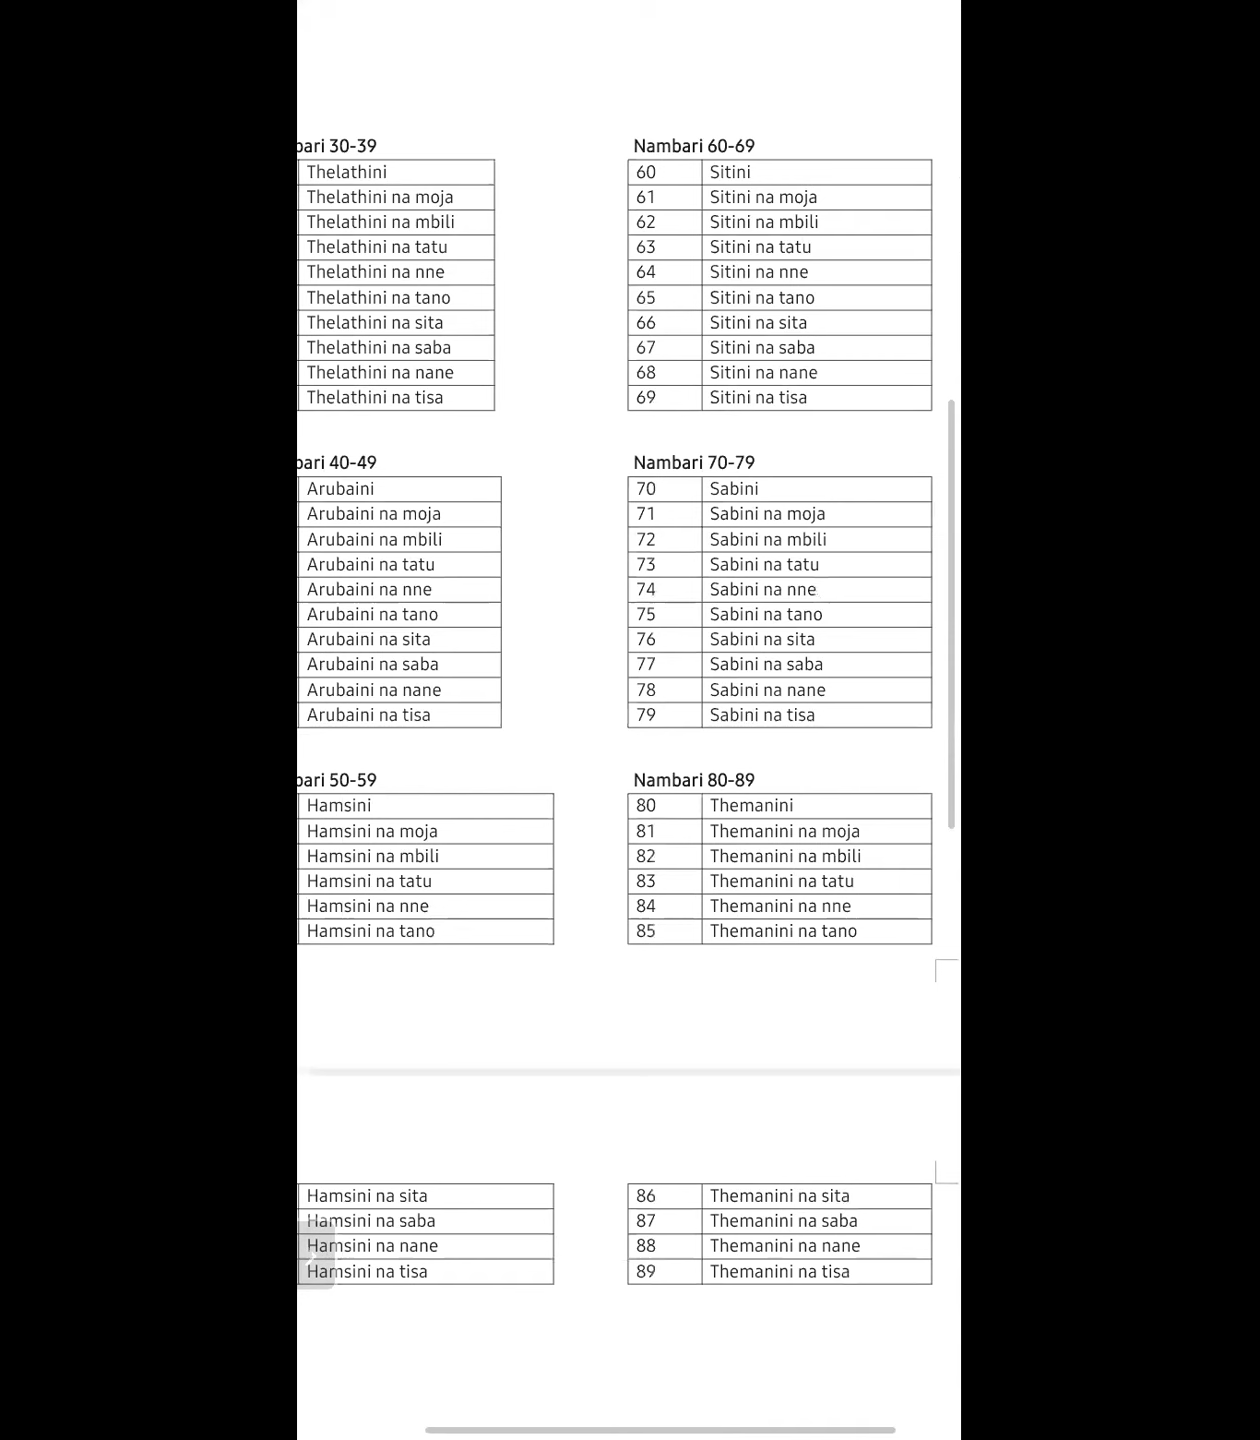 bari 30-39
Thelathini
Thelathini na moja
Thelathini na mbili
Thelathini na tatu
Thelathini na nne
Thelathini na tano
Thelathini na sita
Thelathini na saba
Thelathini na nane
Thelathini na tisa
bari 40-49
Arubaini
Arubaini na moja
Arubaini na mbili
Arubaini na tatu
Arubaini na nne
Arubaini na tano
Arubaini na sita
Arubaini na saba
Arubaini na nane
Arubaini na tisa
bari 50-59
Hamsini
Hamsini na moja
Hamsini na mbili
Hamsini na tatu
Hamsini na nne
Hamsini na tano
Hamsini na sita
Hamsini na saba
Hamsini na nane
Hamsini na tisa
Nambari 60-69
60 Sitini
61 Sitini na moja
62 Sitini na mbili
63 Sitini na tatu
64 Sitini na nne
65 Sitini na tano
66 Sitini na sita
67 Sitini na saba
68 Sitini na nane
69 Sitini na tisa
Nambari 70-79
70 Sabini
71 Sabini na moja
72 Sabini na mbili
73 Sabini na tatu
74 Sabini na nne
75 Sabini na tano
76 Sabini na sita
77 Sabini na saba
78 Sabini na nane
79 Sabini na tisa
Nambari 80-89
80 Themanini
81 Themanini na moja
82 Themanini na mbili
83 Themanini na tatu
84 Themanini na nne
85 Themanini na tano
86 Themanini na sita
87 Themanini na saba
88 Themanini na nane
89 Themanini na tisa